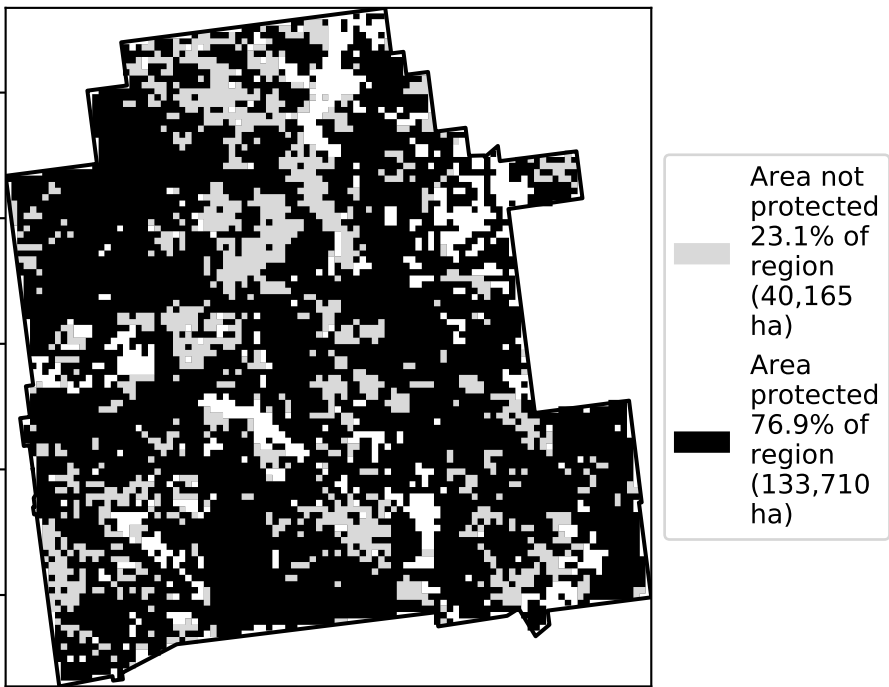 Area not
protected
23.1% of
region
(40,165
ha)
Area
protected
76.9% of
region
(133,710
ha)